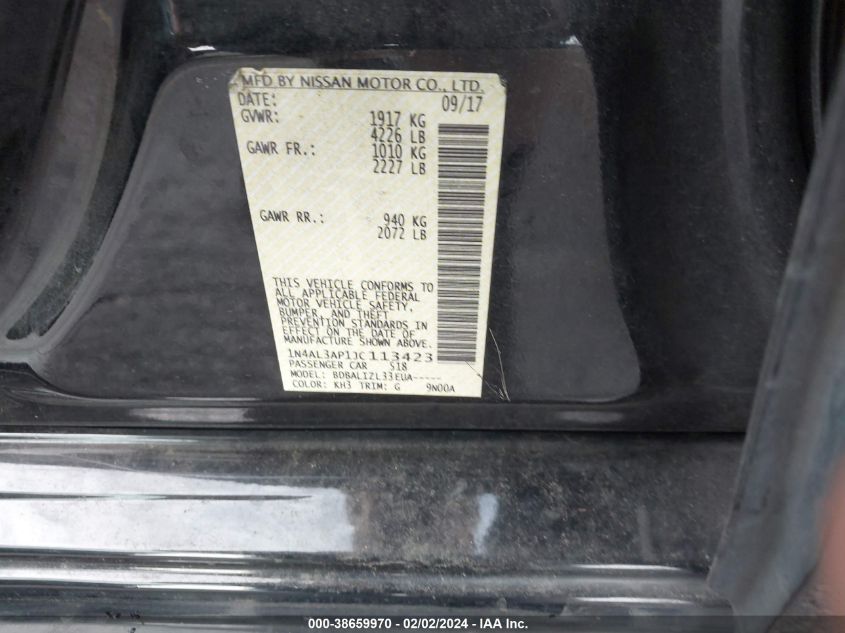 MFD BY NISSAN MOTOR CO., LTD.
DATE: 09/17
GVWR: 1917 KG
4226 LB
GAWR FR.: 1010 KG
2227 LB
GAWR RR.: 940 KG
2072 LB
THIS VEHICLE CONFORMS TO
ALL APPLICABLE FEDERAL
MOTOR VEHICLE SAFETY,
BUMPER, AND THEFT
PREVENTION STANDARDS IN
EFFECT ON THE DATE OF
MANUFACTURE SHOWN ABOVE.
1N4AL3AP1JC113423
PASSENGER CAR S18
MODEL: BDBALIZL33EUA-----
COLOR: KH3 TRIM: G 9N00A
000-38659970 - 02/02/2024 - IAA Inc.